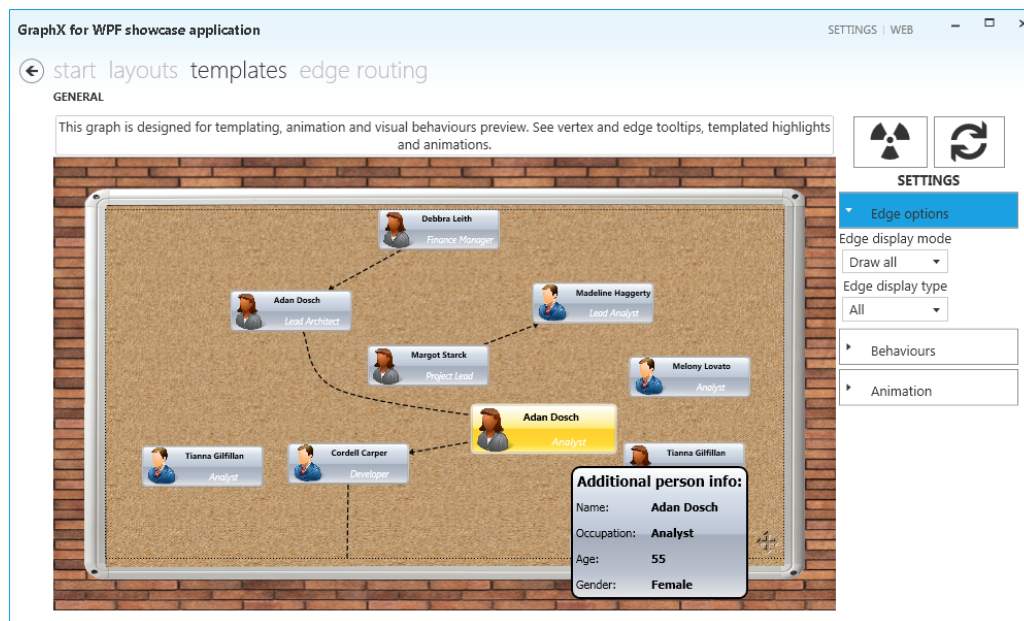 GraphX for WPF showcase application
SETTINGS | WEB
start layouts templates edge routing
GENERAL
This graph is designed for templating, animation and visual behaviours preview. See vertex and edge tooltips, templated highlights
and animations.
SETTINGS
Edge options
Edge display mode
Draw all
Edge display type
All
Behaviours
Animation
Debbra Leith
Finance Manager
Adan Dosch
Lead Architect
Madeline Haggerty
Lead Analyst
Margot Starck
Project Lead
Melony Lovato
Analyst
Adan Dosch
Analyst
Tianna Gilfillan
Analyst
Cordell Carper
Developer
Tianna Gilfillan
Additional person info:
Name: Adan Dosch
Occupation: Analyst
Age: 55
Gender: Female